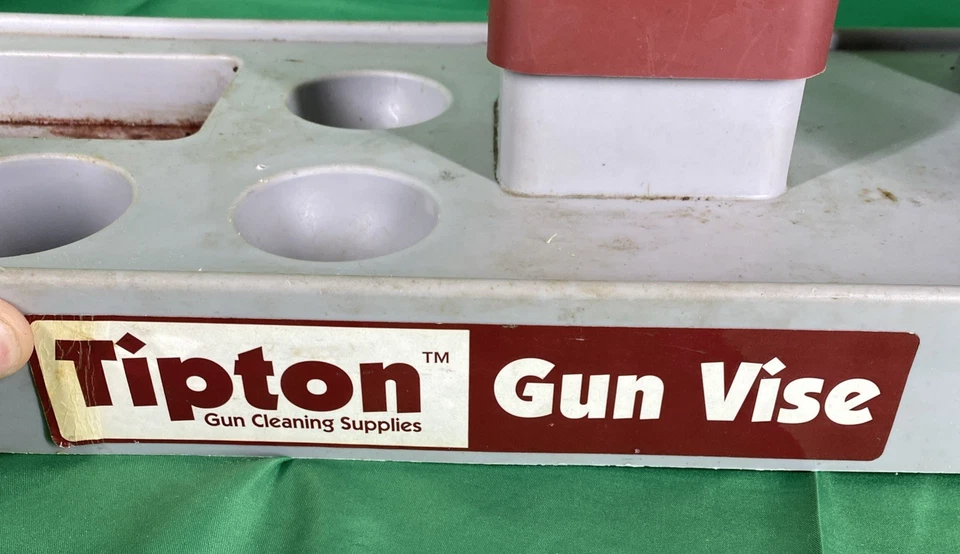 Tipton™
Gun Cleaning Supplies
Gun Vise